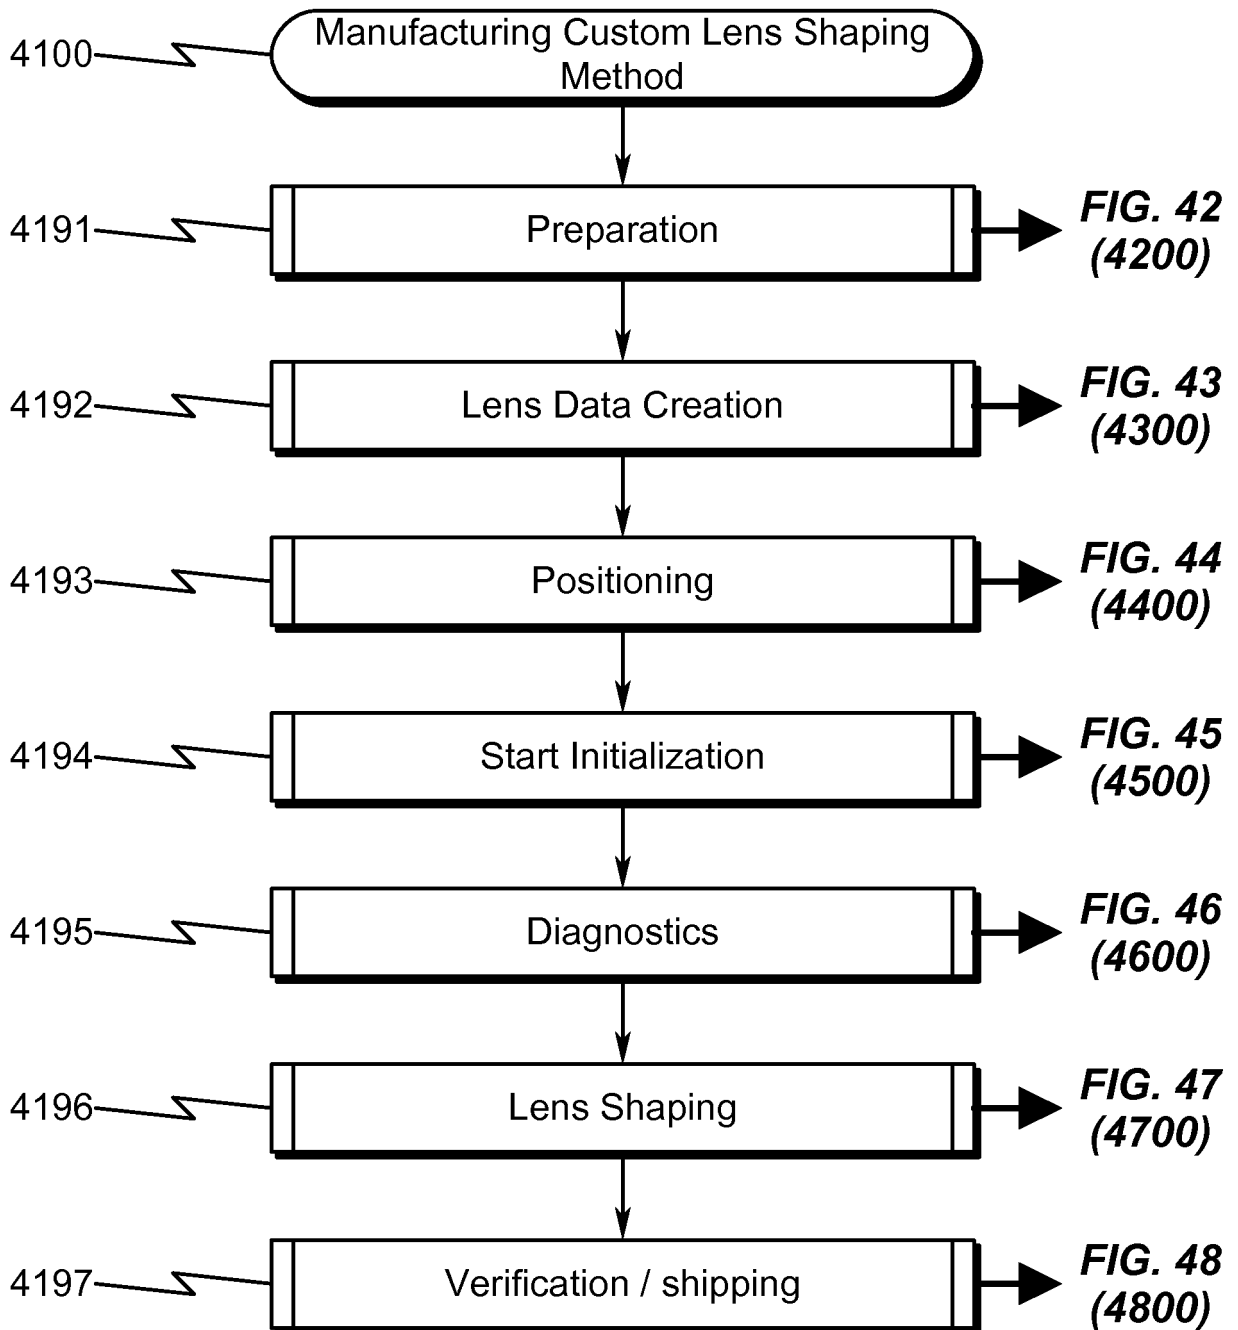 Manufacturing Custom Lens Shaping
4100
Method
FIG. 42
4191
Preparation
(4200)
FIG. 43
4192
Lens Data Creation
(4300)
FIG. 44
4193
Positioning
(4400)
FIG. 45
4194
Start Initialization
(4500)
FIG. 46
4195
Diagnostics
(4600)
FIG. 47
4196
Lens Shaping
(4700)
FIG. 48
4197
Verification / shipping
(4800)